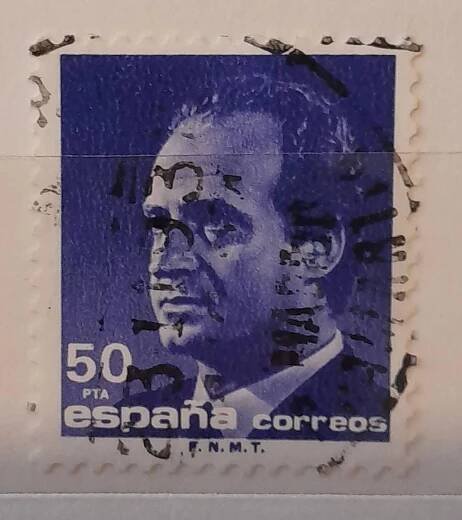 50
PTA
españa correos
F. N. M. T.